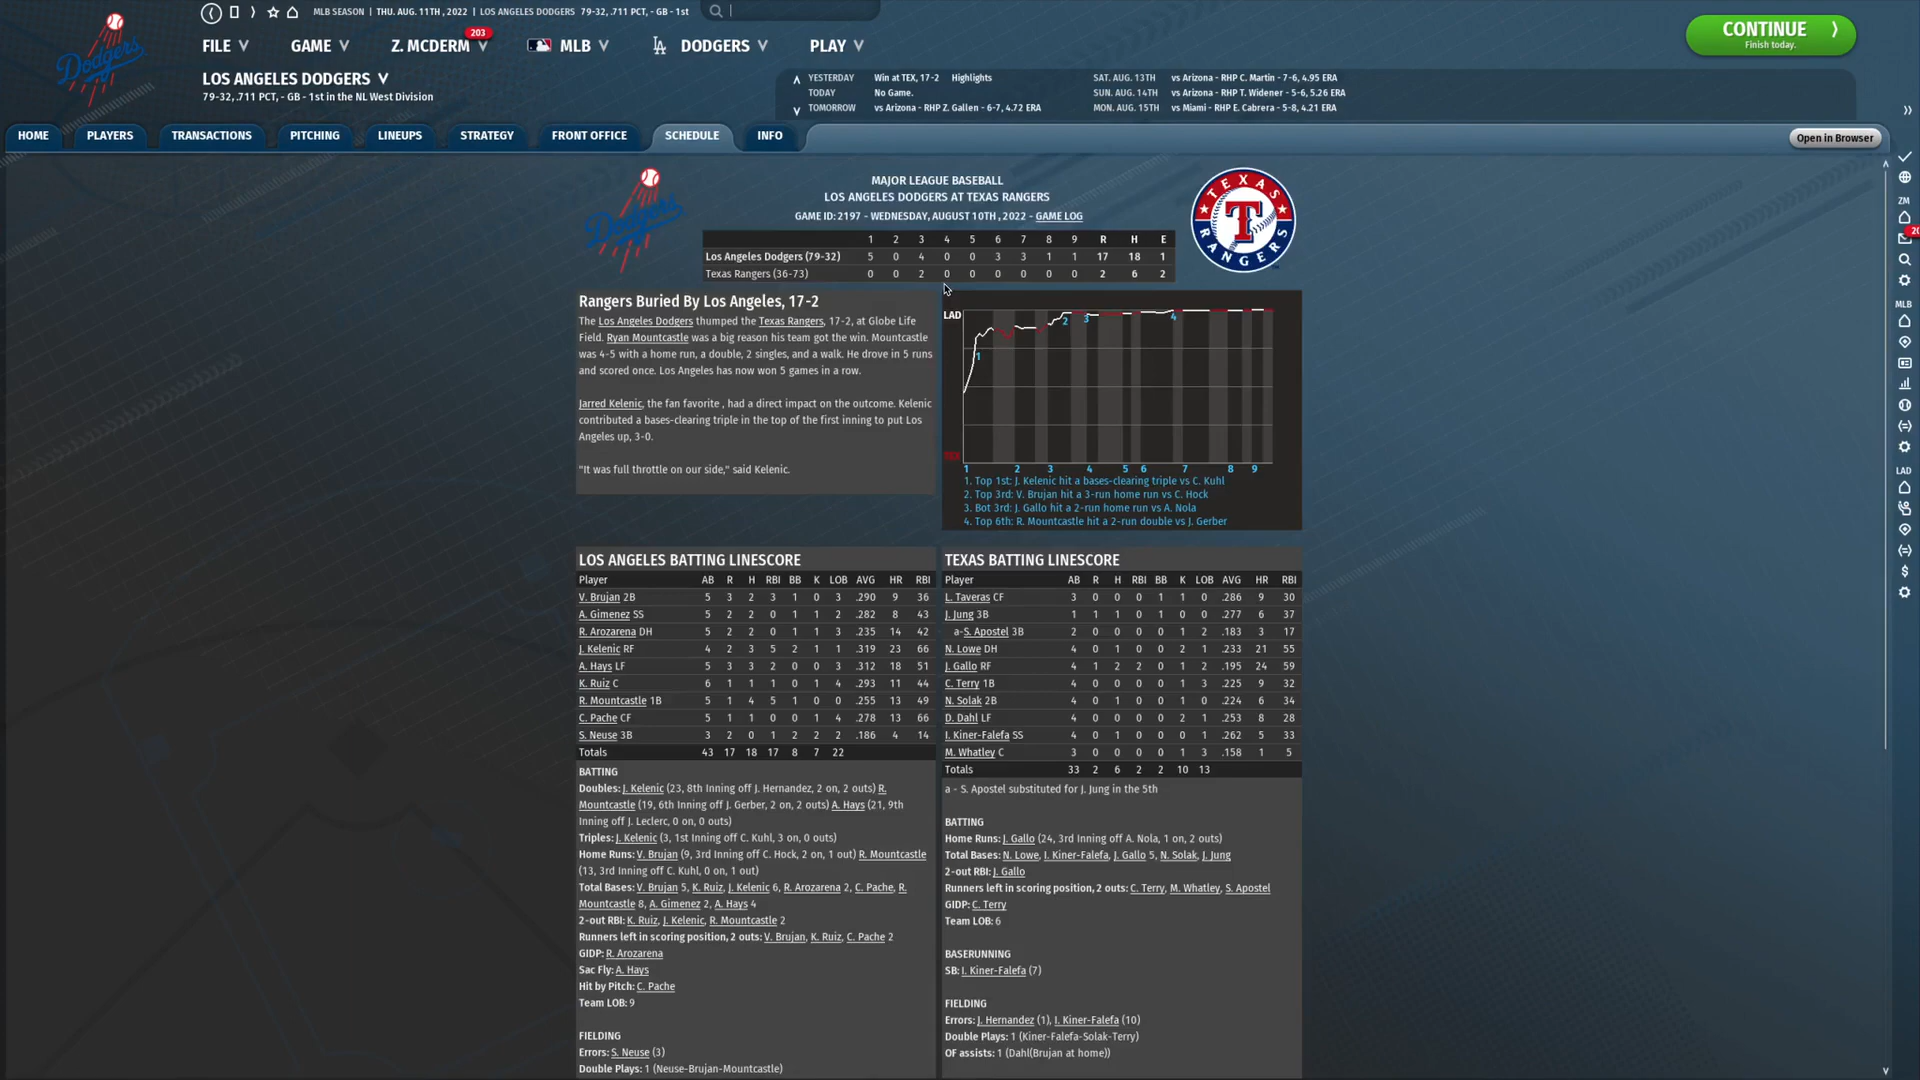 MLB SEASON | THU. AUG. 11TH , 2022 | LOS ANGELES DODGERS 79-32, .711 PCT, - GB - 1st
FILE GAME Z. MCDERM 203 MLB DODGERS PLAY
CONTINUE
Finish today.
LOS ANGELES DODGERS
79-32, .711 PCT, - GB - 1st in the NL West Division
YESTERDAY Win at TEX, 17-2 Highlights SAT. AUG. 13TH vs Arizona - RHP C. Martin - 7-6, 4.95 ERA
TODAY No Game. SUN. AUG. 14TH vs Arizona - RHP T. Widener - 5-6, 5.26 ERA
TOMORROW vs Arizona - RHP Z. Gallen - 6-7, 4.72 ERA MON. AUG. 15TH vs Miami - RHP E. Cabrera - 5-8, 4.21 ERA
HOME PLAYERS TRANSACTIONS PITCHING LINEUPS STRATEGY FRONT OFFICE SCHEDULE INFO Open in Browser
Dodgers
MAJOR LEAGUE BASEBALL
LOS ANGELES DODGERS AT TEXAS RANGERS
GAME ID: 2197 - WEDNESDAY, AUGUST 10TH , 2022 - GAME LOG
TEXAS RANGERS
1 2 3 4 5 6 7 8 9 R H E
Los Angeles Dodgers (79-32) 5 0 4 0 0 3 3 1 1 17 18 1
Texas Rangers (36-73) 0 0 2 0 0 0 0 0 0 2 6 2
Rangers Buried By Los Angeles, 17-2
The Los Angeles Dodgers thumped the Texas Rangers, 17-2, at Globe Life
Field. Ryan Mountcastle was a big reason his team got the win. Mountcastle
was 4-5 with a home run, a double, 2 singles, and a walk. He drove in 5 runs
and scored once. Los Angeles has now won 5 games in a row.
Jarred Kelenic, the fan favorite , had a direct impact on the outcome. Kelenic
contributed a bases-clearing triple in the top of the first inning to put Los
Angeles up, 3-0.
"It was full throttle on our side," said Kelenic.
LAD
1 2 3 4
TEX
1 2 3 4 5 6 7 8 9
1. Top 1st: J. Kelenic hit a bases-clearing triple vs C. Kuhl
2. Top 3rd: V. Brujan hit a 3-run home run vs C. Hock
3. Bot 3rd: J. Gallo hit a 2-run home run vs A. Nola
4. Top 6th: R. Mountcastle hit a 2-run double vs J. Gerber
LOS ANGELES BATTING LINESCORE
Player AB R H RBI BB K LOB AVG HR RBI
V. Brujan 2B 5 3 2 3 1 0 3 .290 9 36
A. Gimenez SS 5 2 2 0 1 1 2 .282 8 43
R. Arozarena DH 5 2 2 0 1 1 3 .235 14 42
J. Kelenic RF 4 2 3 5 2 1 1 .319 23 66
A. Hays LF 5 3 3 2 0 0 3 .312 18 51
K. Ruiz C 6 1 1 1 0 1 4 .293 11 44
R. Mountcastle 1B 5 1 4 5 1 0 0 .255 13 49
C. Pache CF 5 1 1 0 0 1 4 .278 13 66
S. Neuse 3B 3 2 0 1 2 2 2 .186 4 14
Totals 43 17 18 17 8 7 22
BATTING
Doubles: J. Kelenic (23, 8th Inning off J. Hernandez, 2 on, 2 outs) R.
Mountcastle (19, 6th Inning off J. Gerber, 2 on, 2 outs) A. Hays (21, 9th
Inning off J. Leclerc, 0 on, 0 outs)
Triples: J. Kelenic (3, 1st Inning off C. Kuhl, 3 on, 0 outs)
Home Runs: V. Brujan (9, 3rd Inning off C. Hock, 2 on, 1 out) R. Mountcastle
(13, 3rd Inning off C. Kuhl, 0 on, 1 out)
Total Bases: V. Brujan 5, K. Ruiz, J. Kelenic 6, R. Arozarena 2, C. Pache, R.
Mountcastle 8, A. Gimenez 2, A. Hays 4
2-out RBI: K. Ruiz, J. Kelenic, R. Mountcastle 2
Runners left in scoring position, 2 outs: V. Brujan, K. Ruiz, C. Pache 2
GIDP: R. Arozarena
Sac Fly: A. Hays
Hit by Pitch: C. Pache
Team LOB: 9
FIELDING
Errors: S. Neuse (3)
Double Plays: 1 (Neuse-Brujan-Mountcastle)
TEXAS BATTING LINESCORE
Player AB R H RBI BB K LOB AVG HR RBI
L. Taveras CF 3 0 0 0 1 1 0 .286 9 30
J. Jung 3B 1 1 1 0 1 0 0 .277 6 37
a-S. Apostel 3B 2 0 0 0 0 1 2 .183 3 17
N. Lowe DH 4 0 1 0 0 2 1 .233 21 55
J. Gallo RF 4 1 2 2 0 1 2 .195 24 59
C. Terry 1B 4 0 0 0 0 1 3 .225 9 32
N. Solak 2B 4 0 1 0 0 1 0 .224 6 34
D. Dahl LF 4 0 0 0 0 2 1 .253 8 28
I. Kiner-Falefa SS 4 0 1 0 0 0 1 .262 5 33
M. Whatley C 3 0 0 0 0 1 3 .158 1 5
Totals 33 2 6 2 2 10 13
a - S. Apostel substituted for J. Jung in the 5th
BATTING
Home Runs: J. Gallo (24, 3rd Inning off A. Nola, 1 on, 2 outs)
Total Bases: N. Lowe, I. Kiner-Falefa, J. Gallo 5, N. Solak, J. Jung
2-out RBI: J. Gallo
Runners left in scoring position, 2 outs: C. Terry, M. Whatley, S. Apostel
GIDP: C. Terry
Team LOB: 6
BASERUNNING
SB: I. Kiner-Falefa (7)
FIELDING
Errors: J. Hernandez (1), I. Kiner-Falefa (10)
Double Plays: 1 (Kiner-Falefa-Solak-Terry)
OF assists: 1 (Dahl(Brujan at home))
ZM
20
MLB
LAD